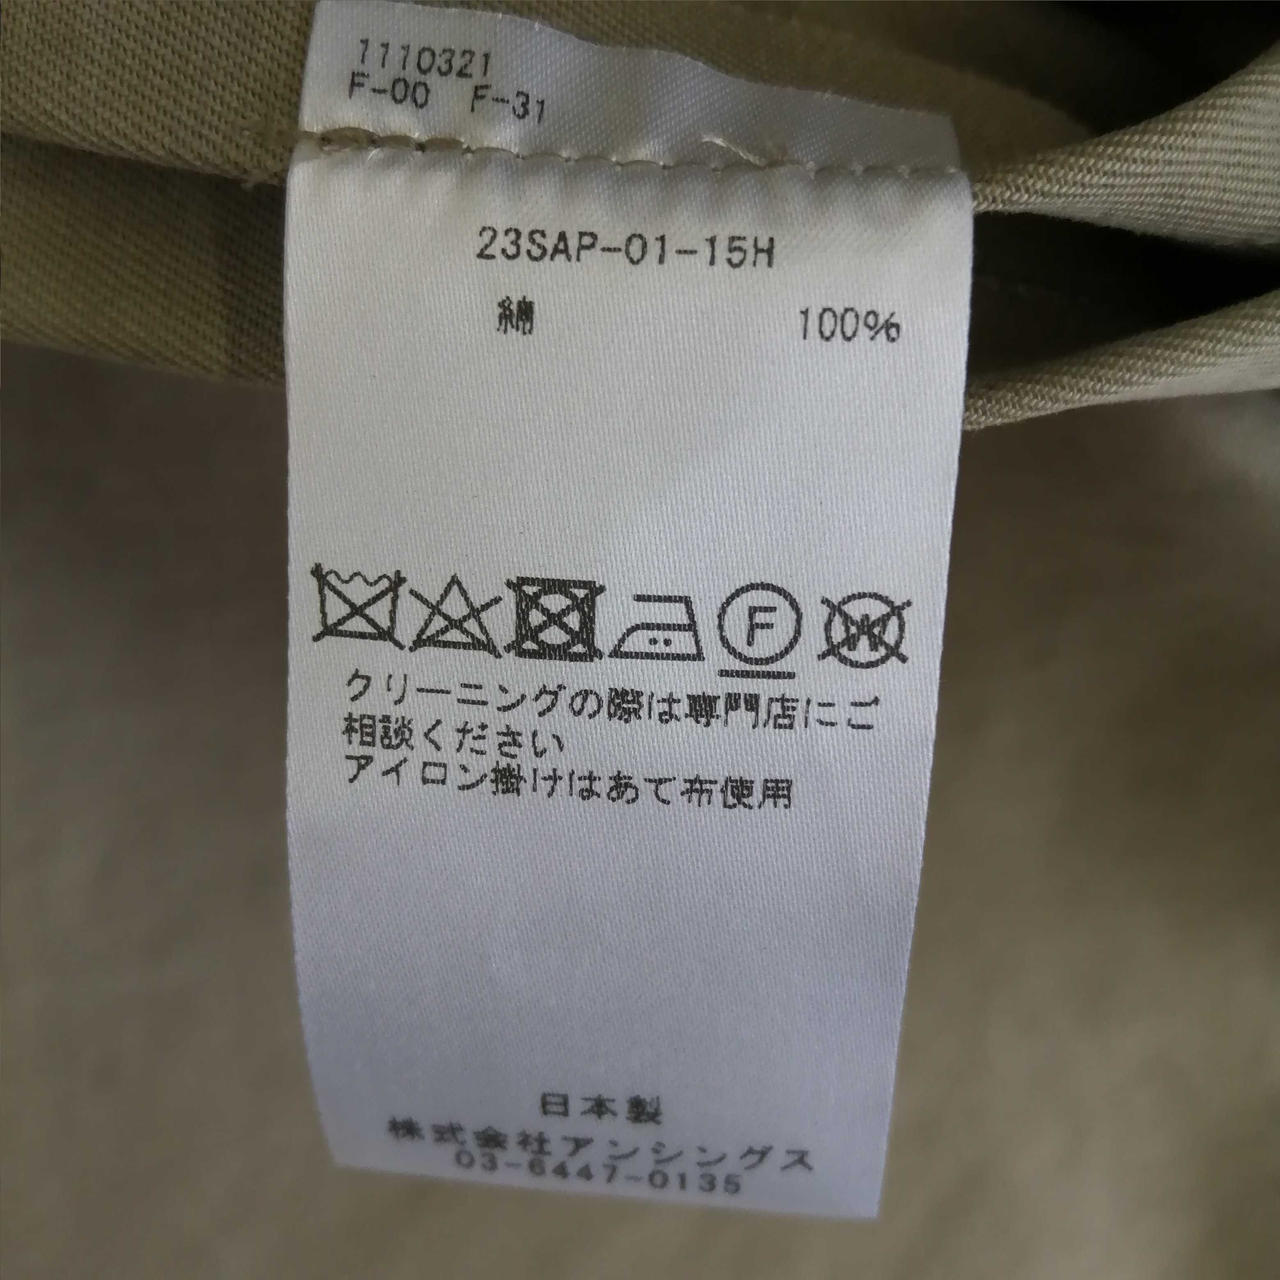 1110321
F-00 F-31
23SAP-01-15H
綿 100%
F
W
クリーニングの際は専門店にご
相談ください
アイロン掛けはあて布使用
日本製
株式会社アンシングス
03-6447-0135